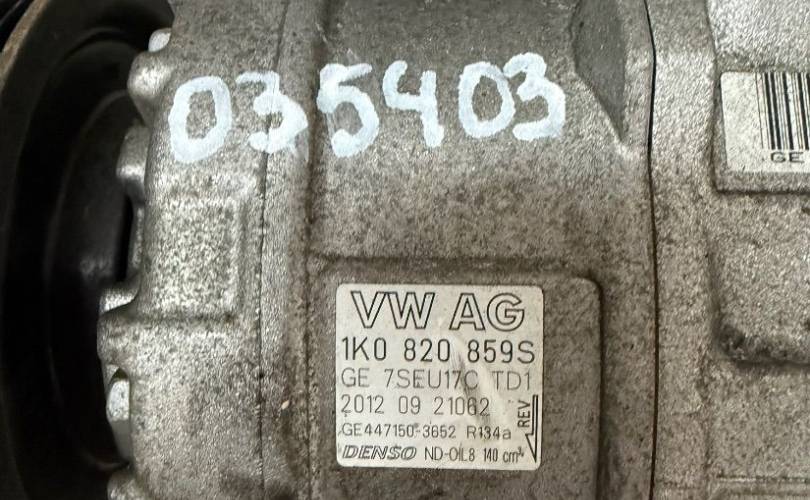 035403
GE
VW AG
1K0 820 859S
GE 7SEU17C TD1
2012 09 21062
REV
GE447150-3652 R134a
DENSO ND-OIL8 140 cm³